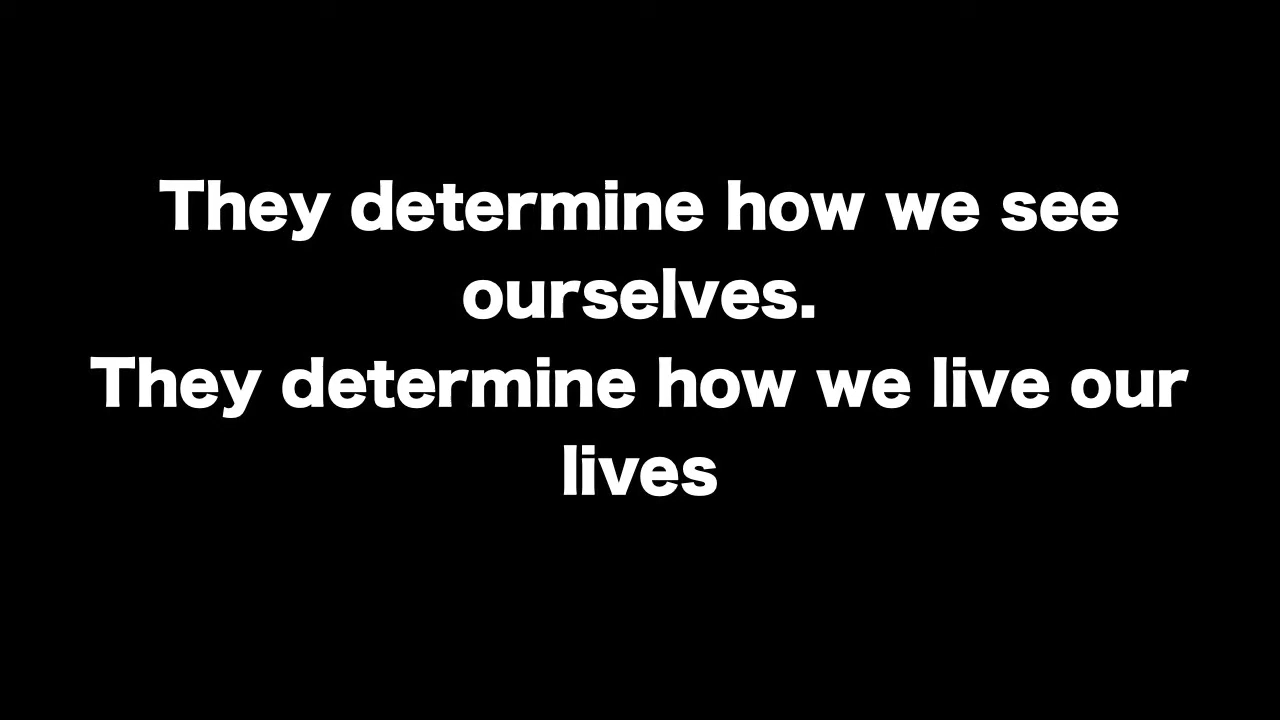 They determine how we see
ourselves.
They determine how we live our
lives